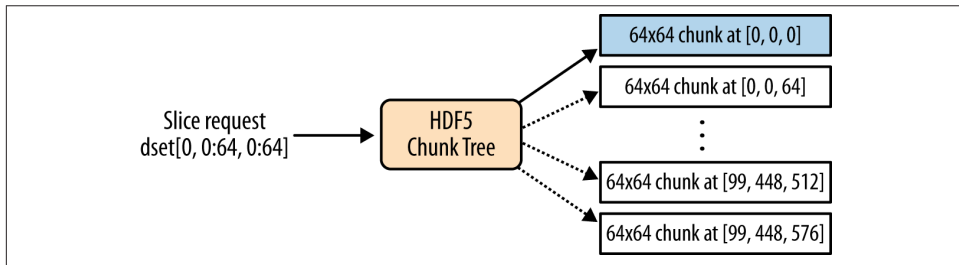 64x64 chunk at [0, 0, 0]
64x64 chunk at [0, 0, 64]
Slice request
dset[0, 0:64, 0:64]
HDF5
Chunk Tree
64x64 chunk at [99, 448, 512]
64x64 chunk at [99, 448, 576]